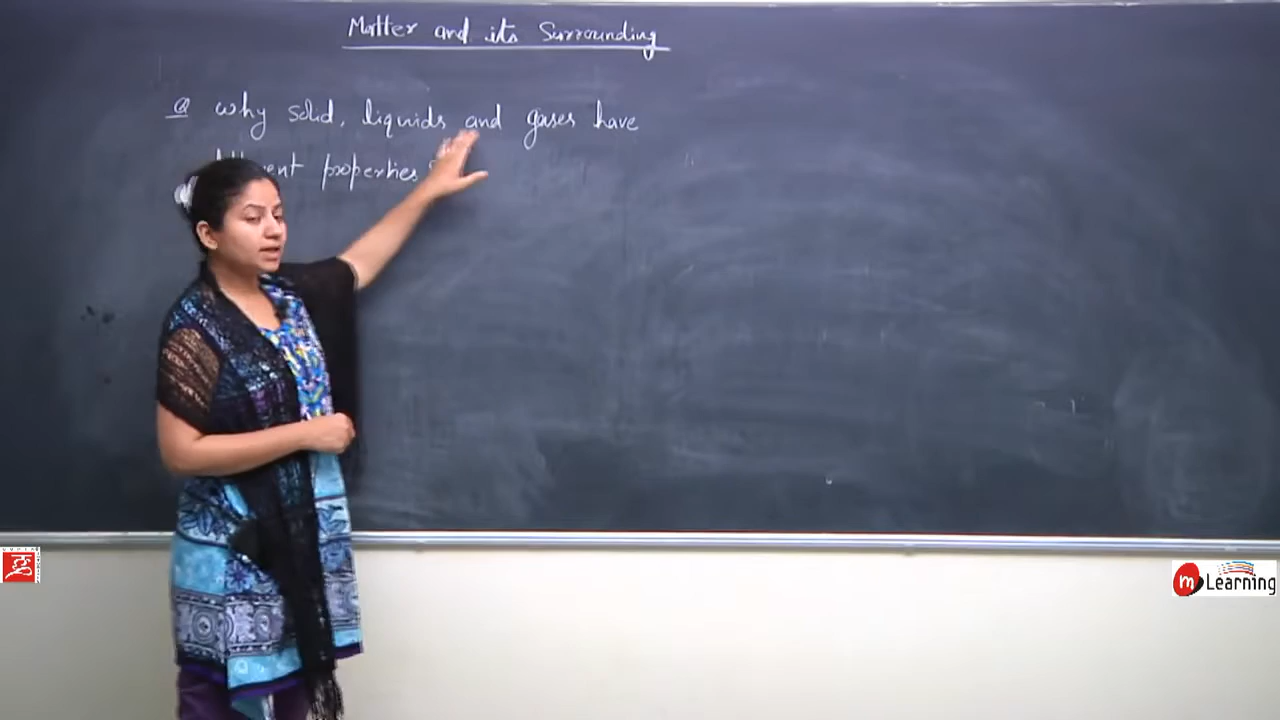 Matter and its Surrounding
Q why solid, liquids and gases have
properties
m Learning